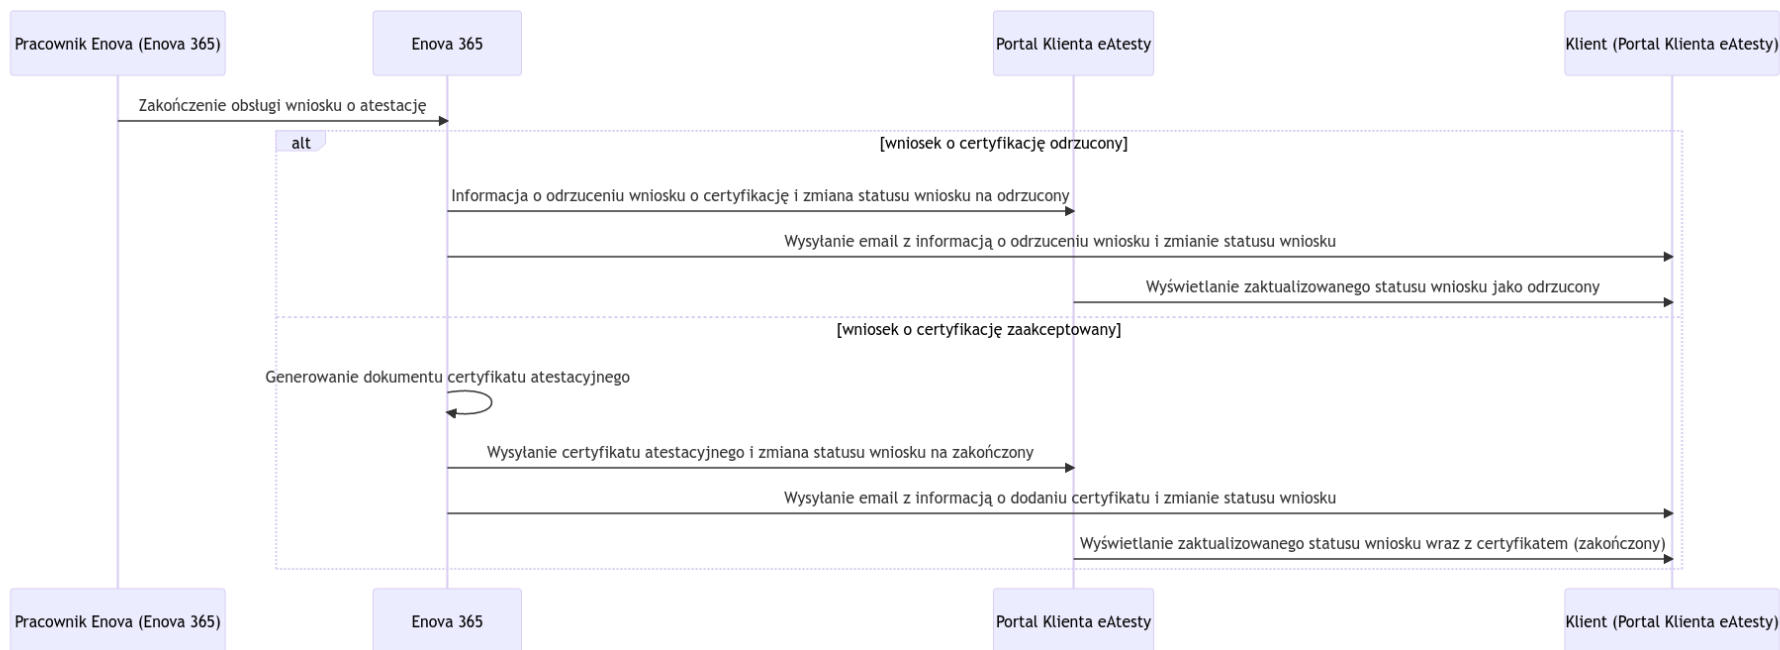 Pracownik Enova (Enova 365)
Enova 365
Portal Klienta eAtesty
Klient (Portal Klienta eAtesty)
Zakończenie obsługi wniosku o atestację
alt
[wniosek o certyfikację odrzucony]
Informacja o odrzuceniu wniosku o certyfikację i zmiana statusu wniosku na odrzucony
Wysyłanie email z informacją o odrzuceniu wniosku i zmianie statusu wniosku
Wyświetlanie zaktualizowanego statusu wniosku jako odrzucony
[wniosek o certyfikację zaakceptowany]
Generowanie dokumentu certyfikatu atestacyjnego
Wysyłanie certyfikatu atestacyjnego i zmiana statusu wniosku na zakończony
Wysyłanie email z informacją o dodaniu certyfikatu i zmianie statusu wniosku
Wyświetlanie zaktualizowanego statusu wniosku wraz z certyfikatem (zakończony)
Pracownik Enova (Enova 365)
Enova 365
Portal Klienta eAtesty
Klient (Portal Klienta eAtesty)